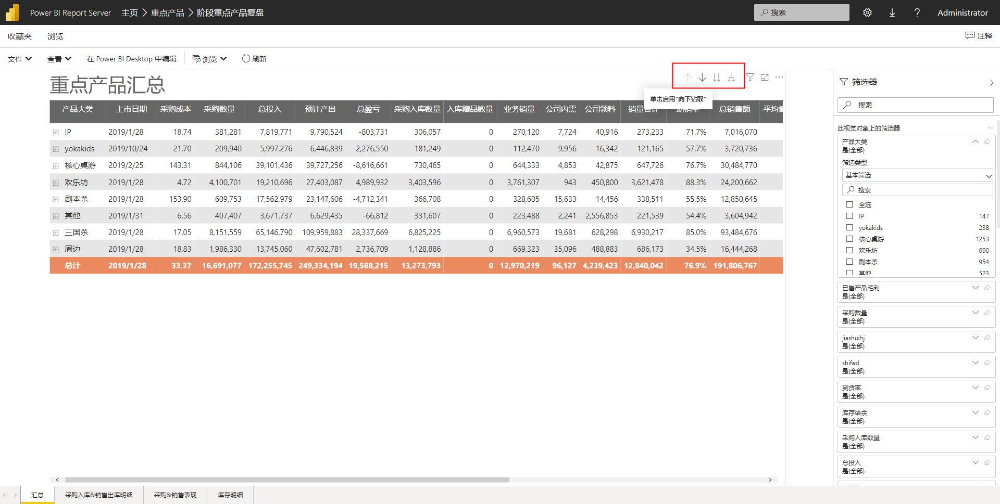 Power BI Report Server 主页 > 重点产品 > 阶段重点产品复盘 搜索 ? Administrator
收藏夹 浏览 注释
文件 查看 在 Power BI Desktop 中编辑 浏览 刷新
重点产品汇总
单击启用“向下钻取”
产品大类 上市日期 采购成本 采购数量 总投入 预计产出 总盈亏 采购入库数量 入库赠品数量 业务销量 公司内需 公司领料 销量合计 动销率 总销售额 平均售
IP 2019/1/28 18.74 381,281 7,819,771 9,790,524 -803,731 306,057 0 270,120 7,724 40,916 273,233 71.7% 7,016,070
yokakids 2019/10/24 21.70 209,940 5,997,276 6,446,839 -2,276,550 181,249 0 112,470 9,956 16,342 121,165 57.7% 3,720,736
核心桌游 2019/2/25 143.31 844,106 39,101,436 39,727,256 -8,616,661 730,465 0 644,333 4,853 42,875 647,726 76.7% 30,484,770
欢乐坊 2019/1/28 4.72 4,100,701 19,210,696 27,403,087 4,989,932 3,403,596 0 3,761,307 943 450,800 3,621,478 88.3% 24,200,662
剧本杀 2019/1/28 153.90 609,753 17,562,979 23,147,606 -4,712,341 366,708 0 328,605 15,633 14,456 338,511 55.5% 12,850,645
其他 2019/1/31 6.56 407,407 3,671,737 6,629,435 -66,812 331,607 0 223,488 2,241 2,556,853 221,539 54.4% 3,604,942
三国杀 2019/1/28 17.05 8,151,559 65,146,790 109,959,883 28,337,669 6,825,225 0 6,960,573 19,681 628,298 6,930,217 85.0% 93,484,676
周边 2019/1/28 18.83 1,986,330 13,745,060 47,602,781 2,736,709 1,128,886 0 669,323 35,096 488,883 686,173 34.5% 16,444,268
总计 2019/1/28 33.37 16,691,077 172,255,745 249,334,194 19,588,215 13,273,793 0 12,970,219 96,127 4,239,423 12,840,042 76.9% 191,806,767
筛选器
搜索
此视觉对象上的筛选器
产品大类
是(全部)
筛选类型
基本筛选
搜索
全选
IP 147
yokakids 238
核心桌游 1253
欢乐坊 690
剧本杀 954
其他 523
已售产品毛利
是(全部)
采购数量
是(全部)
jiashuihj
是(全部)
shifasl
是(全部)
到货率
是(全部)
库存结余
是(全部)
采购入库数量
是(全部)
总投入
是(全部)
汇总 采购入库&销售出库明细 采购&销售表现 库存明细